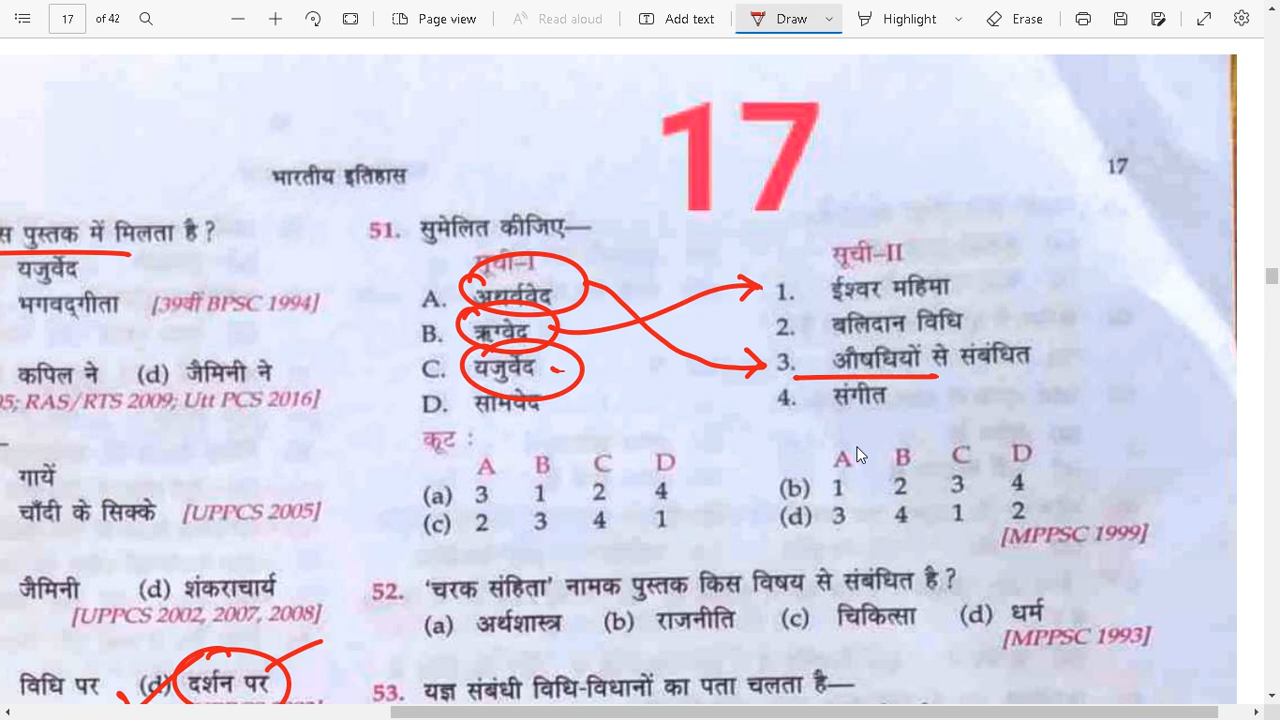 17 of 42 Page view Read aloud Add text Draw Highlight Erase
17
भारतीय इतिहास 17
पुस्तक में मिलता है ?
यजुर्वेद
भगवद्गीता [39वीं BPSC 1994]
कपिल ने (d) जैमिनी ने
RAS/RTS 2009; Utt PCS 2016]
गायें
चाँदी के सिक्के [UPPCS 2005]
जैमिनी (d) शंकराचार्य
[UPPCS 2002, 2007, 2008]
विधि पर (d) दर्शन पर
51. सुमेलित कीजिए—
सूची-I सूची-II
A. अथर्ववेद 1. ईश्वर महिमा
B. ऋग्वेद 2. बलिदान विधि
C. यजुर्वेद 3. औषधियों से संबंधित
D. सामवेद 4. संगीत
कूट :
A B C D A B C D
(a) 3 1 2 4 (b) 1 2 3 4
(c) 2 3 4 1 (d) 3 4 1 2
[MPPSC 1999]
52. 'चरक संहिता' नामक पुस्तक किस विषय से संबंधित है ?
(a) अर्थशास्त्र (b) राजनीति (c) चिकित्सा (d) धर्म
[MPPSC 1993]
53. यज्ञ संबंधी विधि-विधानों का पता चलता है—